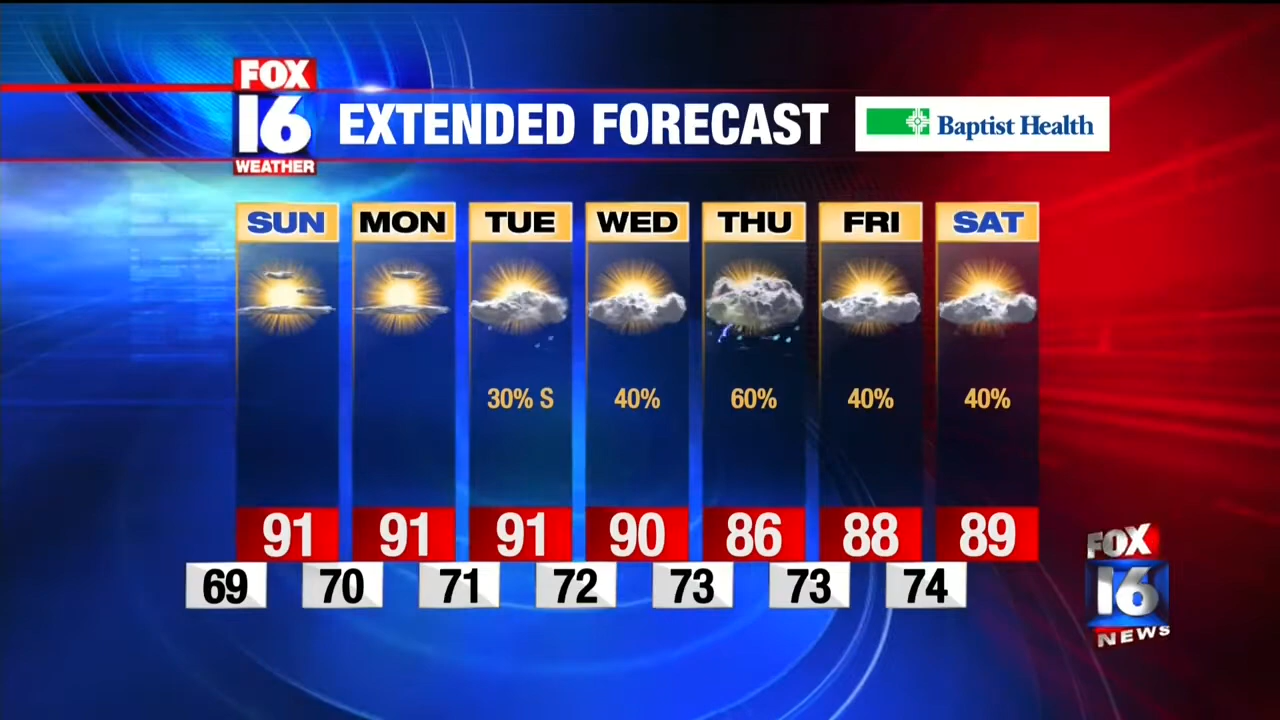 FOX
16
WEATHER
EXTENDED FORECAST
Baptist Health
SUN MON TUE WED THU FRI SAT
30% S 40% 60% 40% 40%
91 91 91 90 86 88 89
69 70 71 72 73 73 74
FOX
16
NEWS